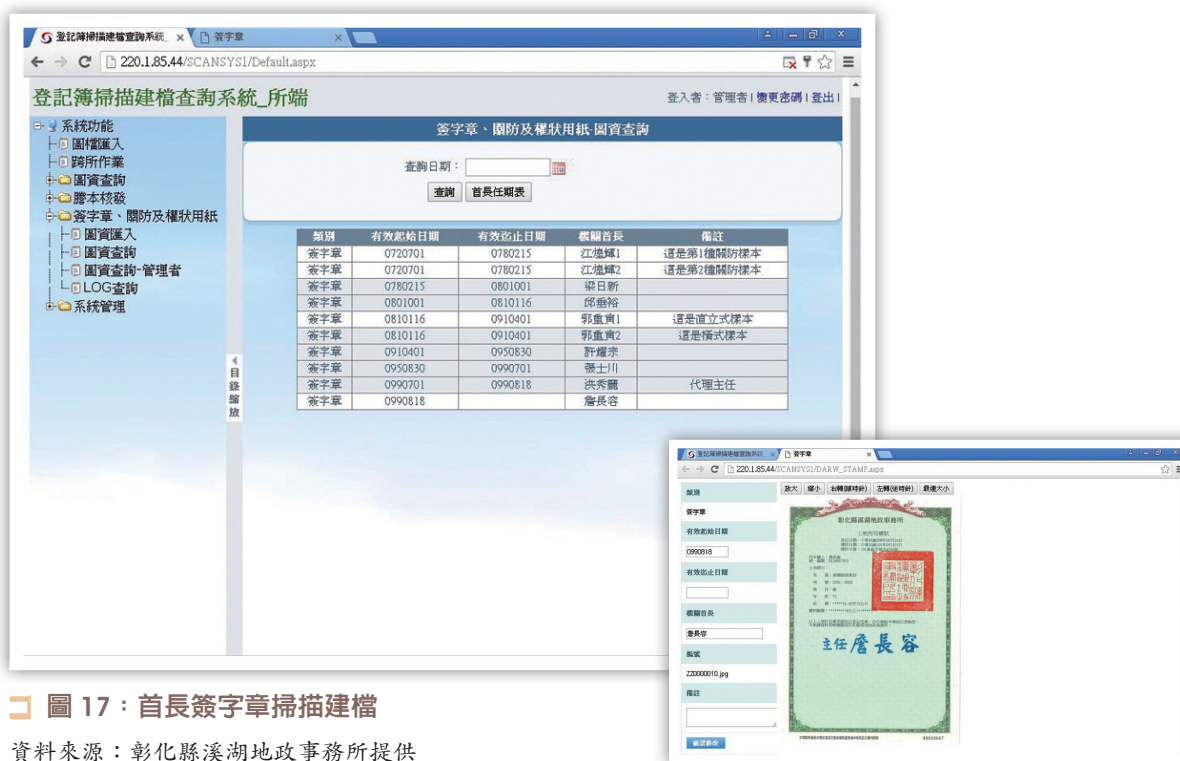 登記簿掃描建檔查詢系統_
簽字章
220.1.85.44/SCANSYS1/Default.aspx
登記簿掃描建檔查詢系統_所端
登入者：管理者 | 變更密碼 | 登出 |
系統功能
圖檔匯入
跨所作業
圖資查詢
謄本核發
簽字章、關防及權狀用紙
圖資匯入
圖資查詢
圖資查詢-管理者
LOG查詢
系統管理
目錄縮放
簽字章、關防及權狀用紙-圖資查詢
查詢日期：
查詢 首長任期表
類別 有效起始日期 有效迄止日期 機關首長 備註
簽字章 0720701 0780215 江墭輝1 這是第1種關防樣本
簽字章 0720701 0780215 江墭輝2 這是第2種關防樣本
簽字章 0780215 0801001 梁日新
簽字章 0801001 0810116 邱垂裕
簽字章 0810116 0910401 郭重 1 這是直立式樣本
簽字章 0810116 0910401 郭重 2 這是橫式樣本
簽字章 0910401 0950830 許燿宗
簽字章 0950830 0990701 張士川
簽字章 0990701 0990818 洪秀麗 代理主任
簽字章 0990818 詹長容
登記簿掃描建檔查詢系統_
簽字章
220.1.85.44/SCANSYS1/DARW_STAMP.aspx
放大 縮小 右轉(順時針) 左轉(逆時針) 最適大小
類別
簽字章
有效起始日期
0990818
有效迄止日期
機關首長
詹長容
編號
ZZ0000010.jpg
備註
確認修改
彰化縣溪湖地政事務所
土地所有權狀
主任詹長容
圖 17：首長簽字章掃描建檔
資料來源：彰化縣溪湖地政事務所提供